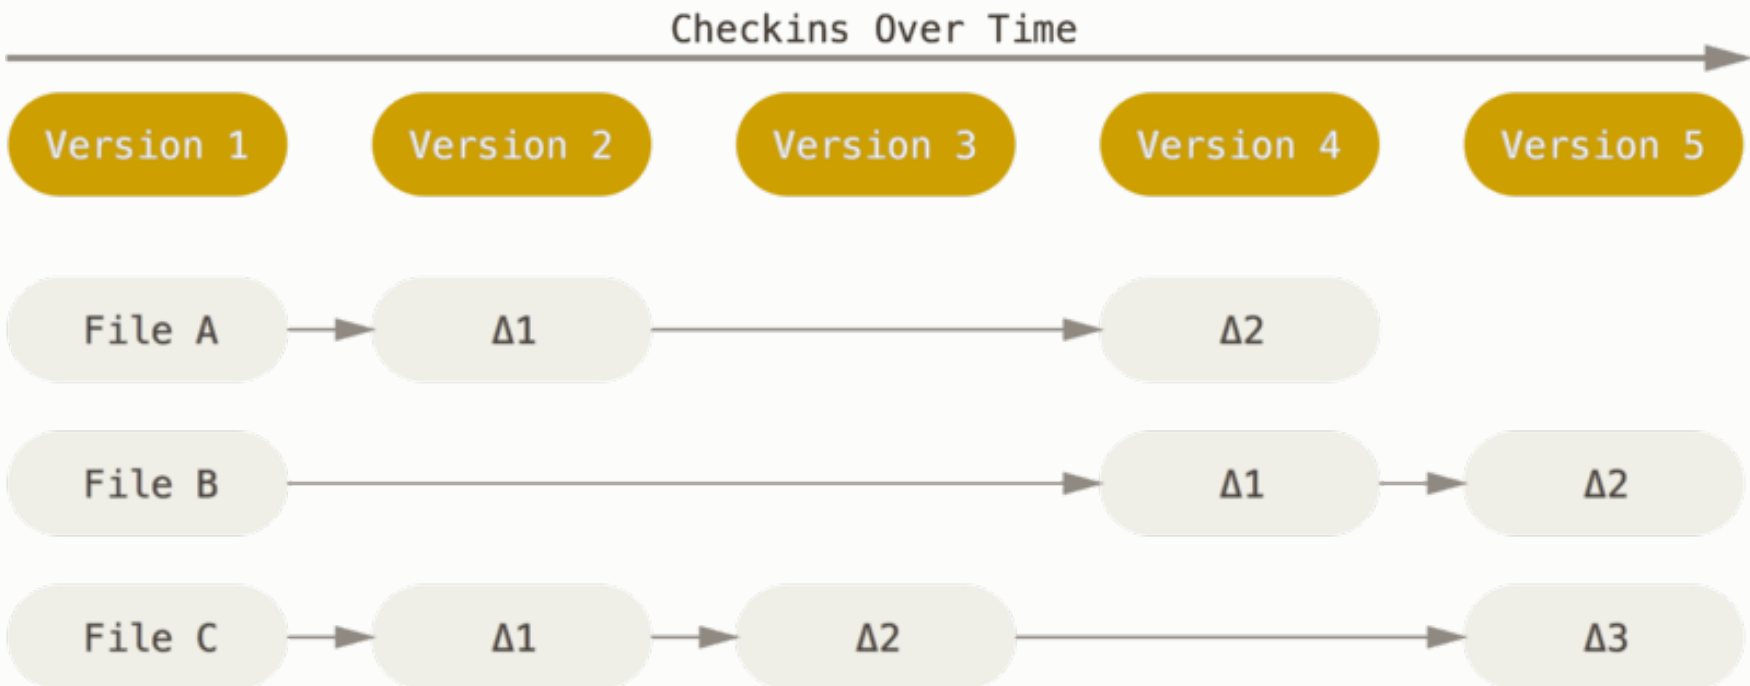 Checkins Over Time
Version 1 Version 2 Version 3 Version 4 Version 5
File A Δ1 Δ2
File B Δ1 Δ2
File C Δ1 Δ2 Δ3